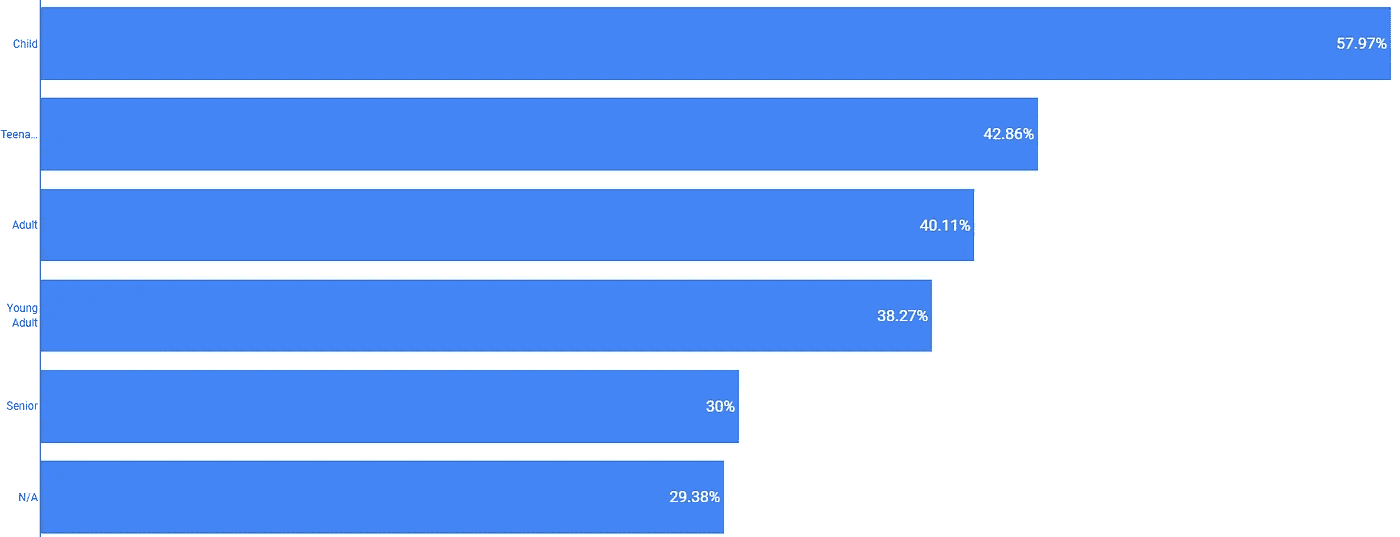 Child
57.97%
Teena...
42.86%
Adult
40.11%
Young
Adult
38.27%
Senior
30%
N/A
29.38%